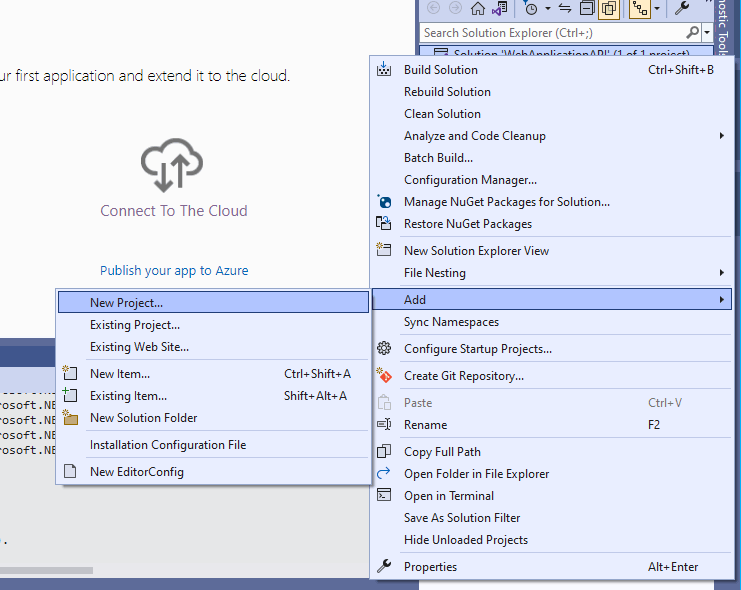 Search Solution Explorer (Ctrl+;)
Solution 'WebApplicationAPI' (1 of 1 project)
ur first application and extend it to the cloud.
Connect To The Cloud
Publish your app to Azure
Build Solution Ctrl+Shift+B
Rebuild Solution
Clean Solution
Analyze and Code Cleanup
Batch Build...
Configuration Manager...
Manage NuGet Packages for Solution...
Restore NuGet Packages
New Solution Explorer View
File Nesting
Add
Sync Namespaces
Configure Startup Projects...
Create Git Repository...
Paste Ctrl+V
Rename F2
Copy Full Path
Open Folder in File Explorer
Open in Terminal
Save As Solution Filter
Hide Unloaded Projects
Properties Alt+Enter
New Project...
Existing Project...
Existing Web Site...
New Item... Ctrl+Shift+A
Existing Item... Shift+Alt+A
New Solution Folder
Installation Configuration File
New EditorConfig
rosoft.NE
rosoft.NE
rosoft.NE
rosoft.NE
nostic Tools